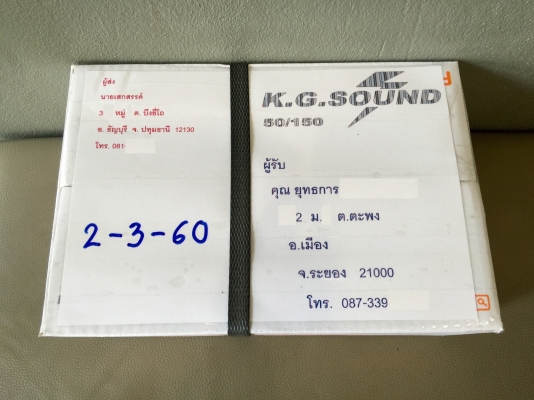 ผู้ส่ง
นายเสกสรรค์
3 หมู่ ต. บึงยี่โถ
อ. ธัญบุรี จ. ปทุมธานี 12130
โทร. 081-
2-3-60
K.G.SOUND
50/150
ผู้รับ
คุณ ยุทธการ
2 ม. ต.ตะพง
อ.เมือง
จ.ระยอง 21000
โทร. 087-339